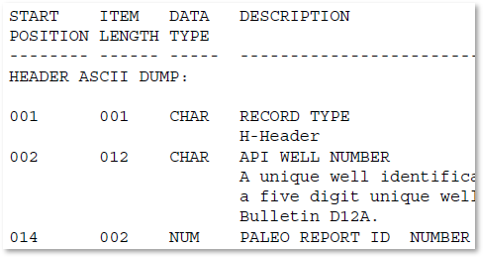 START ITEM DATA DESCRIPTION
POSITION LENGTH TYPE
-------- ------ ----- ------------------------
HEADER ASCII DUMP:
001 001 CHAR RECORD TYPE
H-Header
002 012 CHAR API WELL NUMBER
A unique well identifica
a five digit unique well
Bulletin D12A.
014 002 NUM PALEO REPORT ID NUMBER